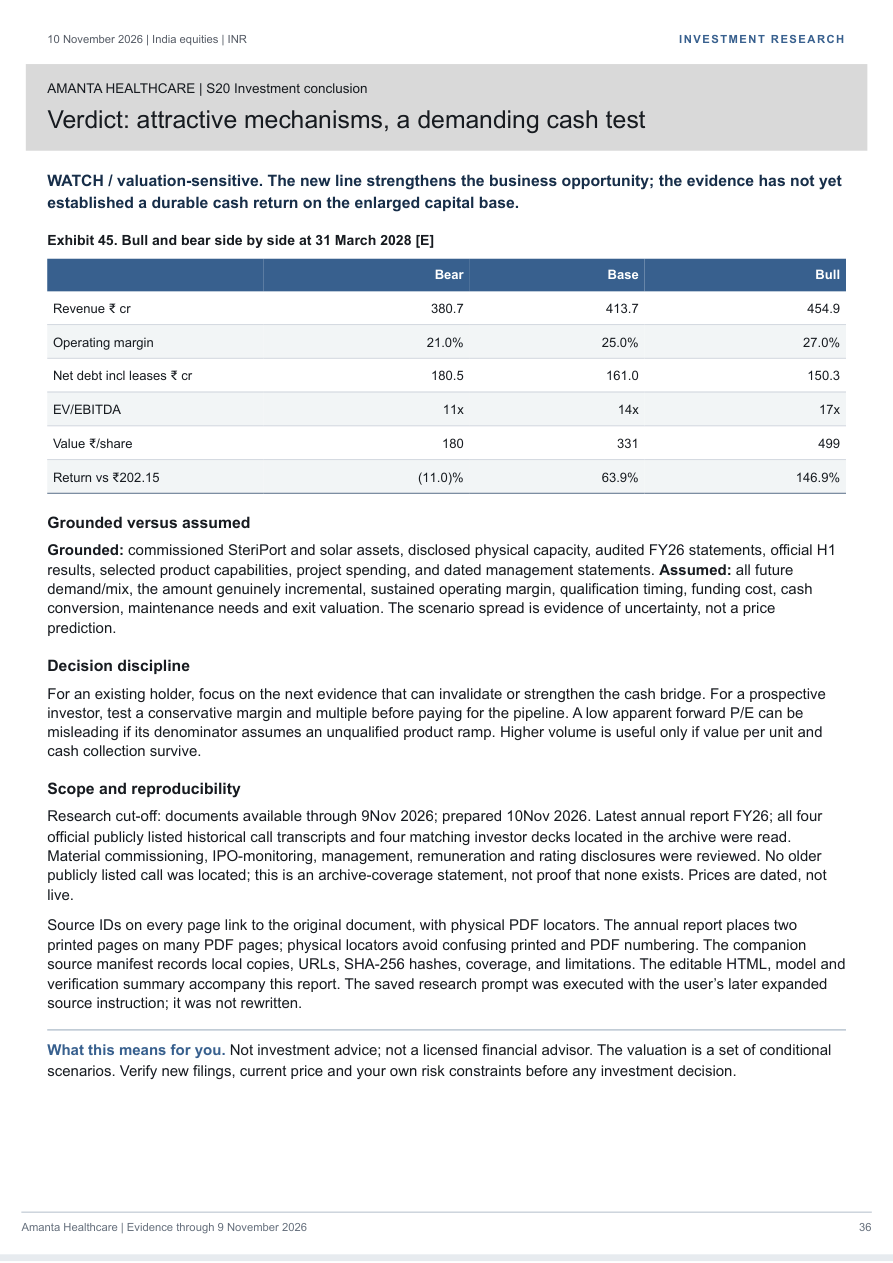 10 November 2026 | India equities | INR
INVESTMENT RESEARCH
AMANTA HEALTHCARE | S20 Investment conclusion
Verdict: attractive mechanisms, a demanding cash test
WATCH / valuation-sensitive. The new line strengthens the business opportunity; the evidence has not yet
established a durable cash return on the enlarged capital base.
Exhibit 45. Bull and bear side by side at 31 March 2028 [E]
Bear Base Bull
Revenue ₹ cr 380.7 413.7 454.9
Operating margin 21.0% 25.0% 27.0%
Net debt incl leases ₹ cr 180.5 161.0 150.3
EV/EBITDA 11x 14x 17x
Value ₹/share 180 331 499
Return vs ₹202.15 (11.0)% 63.9% 146.9%
Grounded versus assumed
Grounded: commissioned SteriPort and solar assets, disclosed physical capacity, audited FY26 statements, official H1
results, selected product capabilities, project spending, and dated management statements. Assumed: all future
demand/mix, the amount genuinely incremental, sustained operating margin, qualification timing, funding cost, cash
conversion, maintenance needs and exit valuation. The scenario spread is evidence of uncertainty, not a price
prediction.
Decision discipline
For an existing holder, focus on the next evidence that can invalidate or strengthen the cash bridge. For a prospective
investor, test a conservative margin and multiple before paying for the pipeline. A low apparent forward P/E can be
misleading if its denominator assumes an unqualified product ramp. Higher volume is useful only if value per unit and
cash collection survive.
Scope and reproducibility
Research cut-off: documents available through 9Nov 2026; prepared 10Nov 2026. Latest annual report FY26; all four
official publicly listed historical call transcripts and four matching investor decks located in the archive were read.
Material commissioning, IPO-monitoring, management, remuneration and rating disclosures were reviewed. No older
publicly listed call was located; this is an archive-coverage statement, not proof that none exists. Prices are dated, not
live.
Source IDs on every page link to the original document, with physical PDF locators. The annual report places two
printed pages on many PDF pages; physical locators avoid confusing printed and PDF numbering. The companion
source manifest records local copies, URLs, SHA-256 hashes, coverage, and limitations. The editable HTML, model and
verification summary accompany this report. The saved research prompt was executed with the user’s later expanded
source instruction; it was not rewritten.
What this means for you. Not investment advice; not a licensed financial advisor. The valuation is a set of conditional
scenarios. Verify new filings, current price and your own risk constraints before any investment decision.
Amanta Healthcare | Evidence through 9 November 2026
36